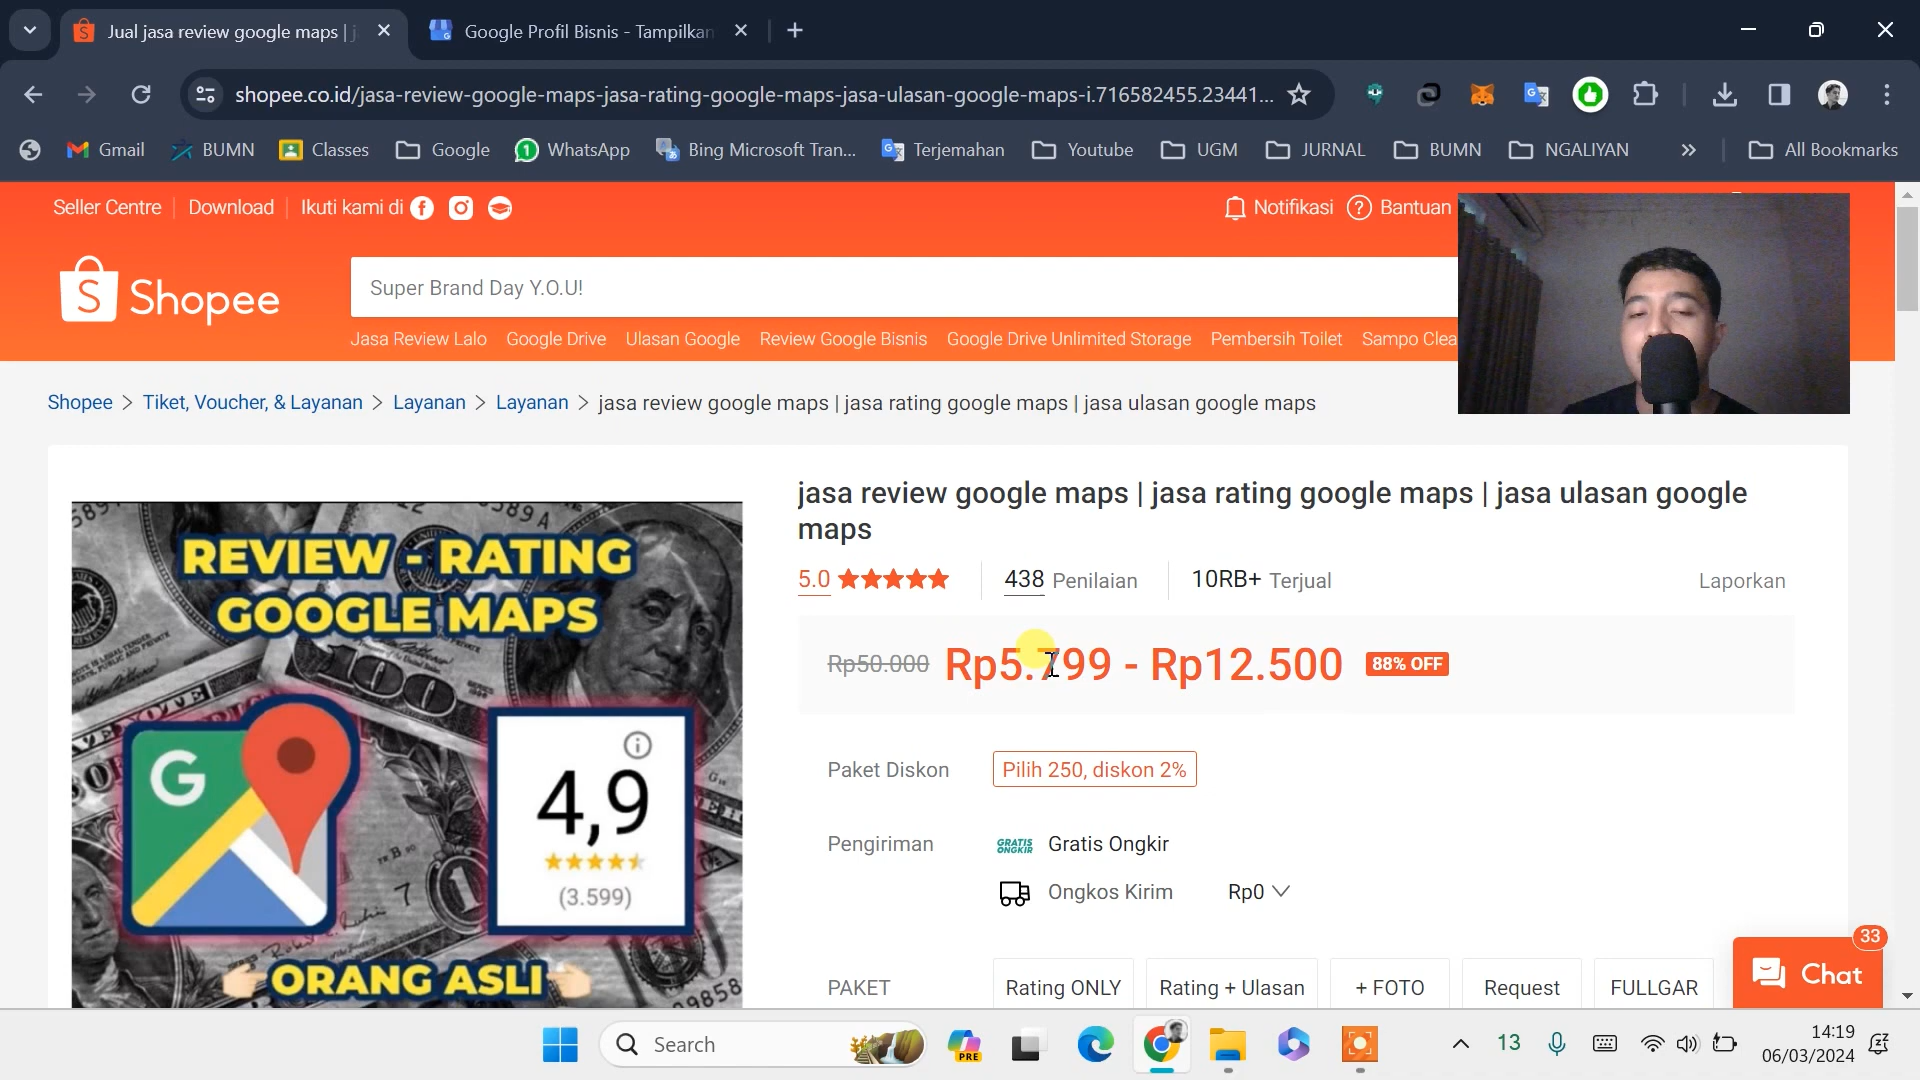 Jual jasa review google maps | j
Google Profil Bisnis - Tampilkan
shopee.co.id/jasa-review-google-maps-jasa-rating-google-maps-jasa-ulasan-google-maps-i.716582455.23441...
Gmail
BUMN
Classes
Google
WhatsApp
Bing Microsoft Tran...
Terjemahan
Youtube
UGM
JURNAL
BUMN
NGALIYAN
»
All Bookmarks
Seller Centre
Download
Ikuti kami di
Notifikasi
Bantuan
Shopee
Super Brand Day Y.O.U!
Jasa Review Lalo
Google Drive
Ulasan Google
Review Google Bisnis
Google Drive Unlimited Storage
Pembersih Toilet
Sampo Clea
Shopee > Tiket, Voucher, & Layanan > Layanan > Layanan > jasa review google maps | jasa rating google maps | jasa ulasan google maps
jasa review google maps | jasa rating google maps | jasa ulasan google
maps
5.0
438 Penilaian
10RB+ Terjual
Laporkan
Rp50.000 Rp5.799 - Rp12.500 88% OFF
Paket Diskon
Pilih 250, diskon 2%
Pengiriman
GRATIS
ONGKIR
Gratis Ongkir
Ongkos Kirim
Rp0
PAKET
Rating ONLY
Rating + Ulasan
+ FOTO
Request
FULLGAR
REVIEW - RATING
GOOGLE MAPS
100
G
4,9
(3.599)
ORANG ASLI
33
Chat
Search
PRE
13
14:19
06/03/2024